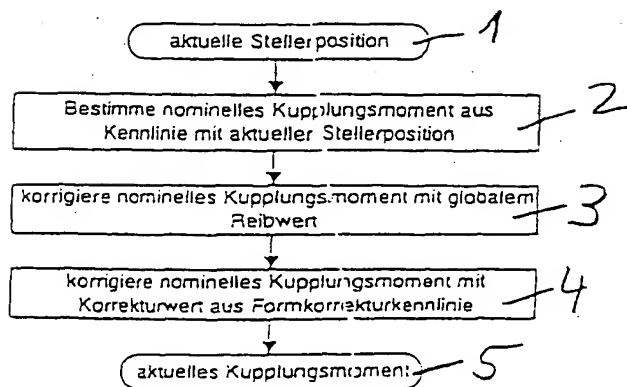 aktuelle Stellerposition 1
Bestimme nominelles Kupplungsmoment aus 2
Kennlinie mit aktueller Stellerposition
korrigiere nominelles Kupplungsmoment mit globalem 3
Reibwert
korrigiere nominelles Kupplungsmoment mit
Korrekturwert aus Formkorrekturkennlinie 4
aktuelles Kupplungsmoment 5